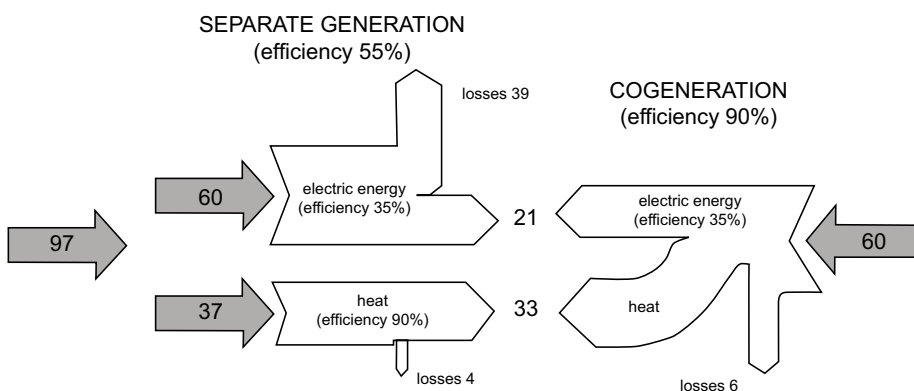 SEPARATE GENERATION
(efficiency 55%)
losses 39
COGENERATION
(efficiency 90%)
60
electric energy
(efficiency 35%)
21
electric energy
(efficiency 35%)
97
60
37
heat
(efficiency 90%)
33
heat
losses 4
losses 6